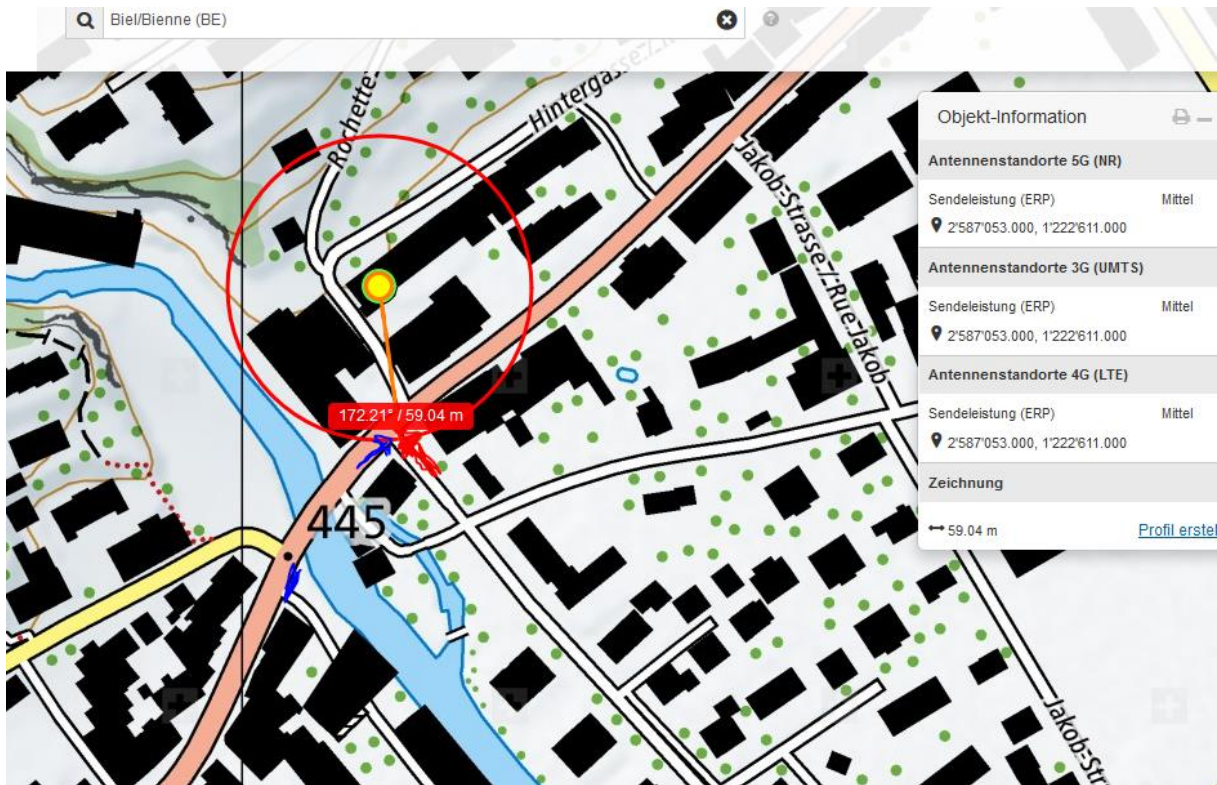 Biel/Bienne (BE)
Hintergasse
Rochette
Jakob-Strasse / Rue-Jakob
172.21° / 59.04 m
445
Jakob-Str
Objekt-Information
Antennenstandorte 5G (NR)
Sendeleistung (ERP) Mittel
2'587'053.000, 1'222'611.000
Antennenstandorte 3G (UMTS)
Sendeleistung (ERP) Mittel
2'587'053.000, 1'222'611.000
Antennenstandorte 4G (LTE)
Sendeleistung (ERP) Mittel
2'587'053.000, 1'222'611.000
Zeichnung
59.04 m Profil erstel